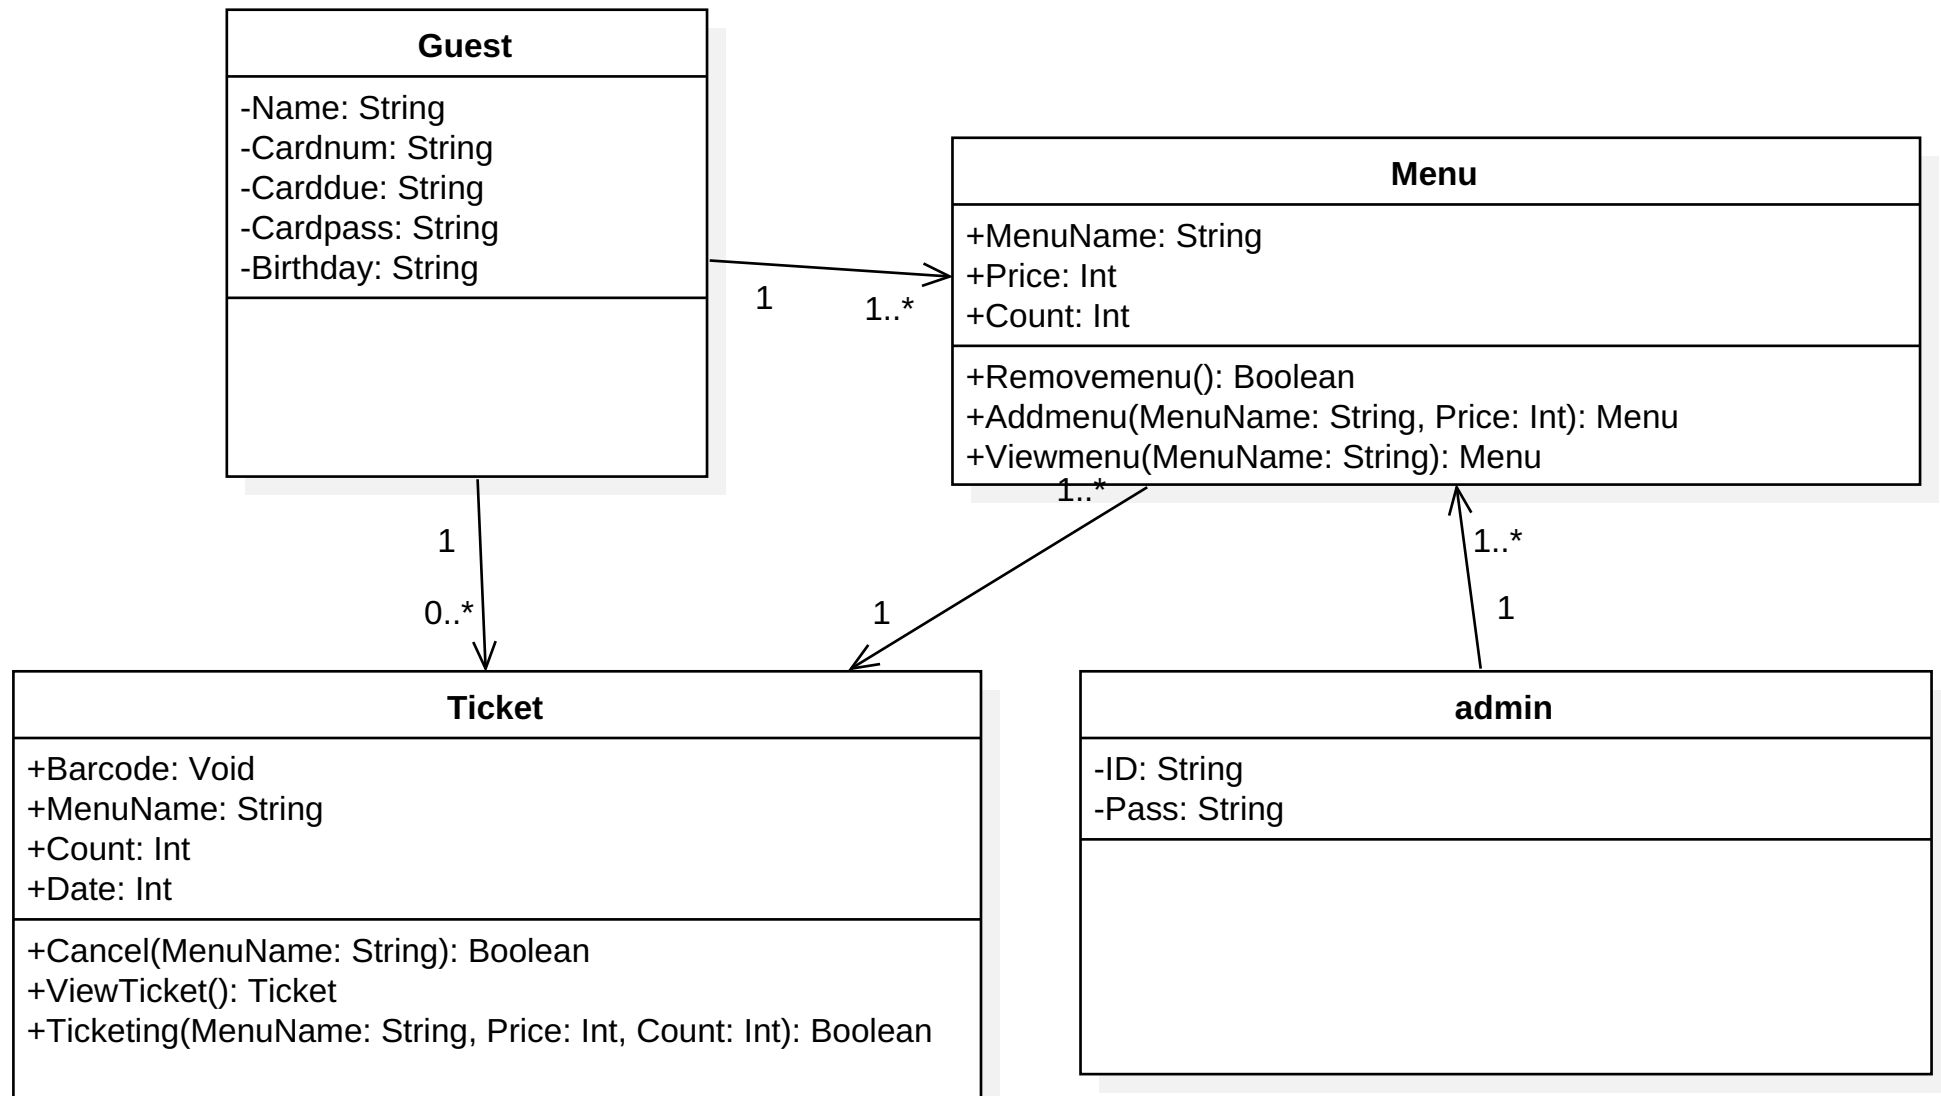 Guest
-Name: String
-Cardnum: String
-Carddue: String
-Cardpass: String
-Birthday: String
1
1..*
Menu
+MenuName: String
+Price: Int
+Count: Int
+Removemenu(): Boolean
+Addmenu(MenuName: String, Price: Int): Menu
+Viewmenu(MenuName: String): Menu
1..*
1
1
0..*
1..*
1
Ticket
+Barcode: Void
+MenuName: String
+Count: Int
+Date: Int
+Cancel(MenuName: String): Boolean
+ViewTicket(): Ticket
+Ticketing(MenuName: String, Price: Int, Count: Int): Boolean
admin
-ID: String
-Pass: String